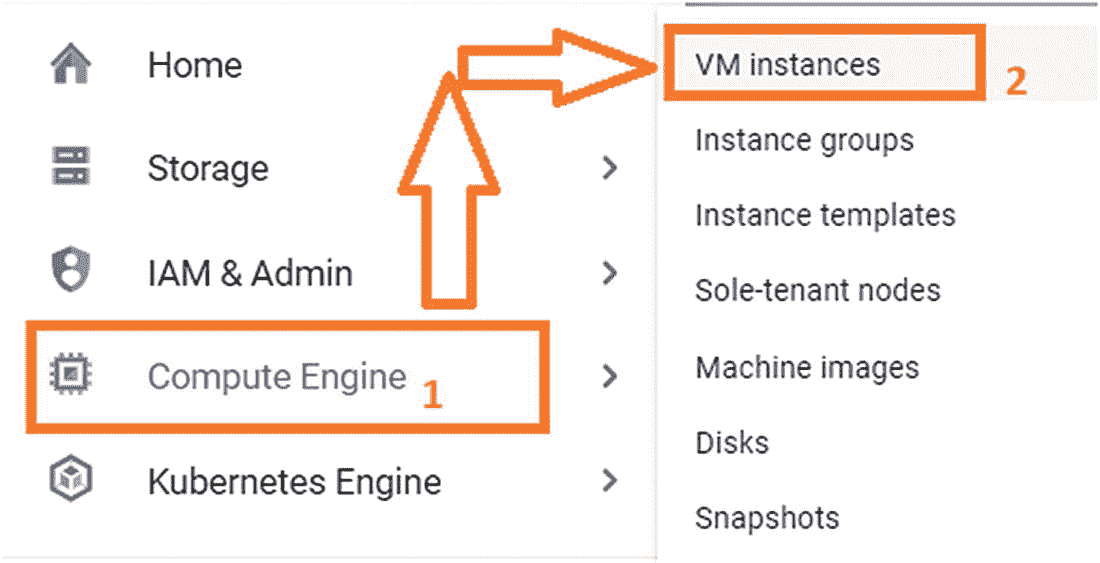 Home
Storage
IAM & Admin
Compute Engine 1
Kubernetes Engine
VM instances 2
Instance groups
Instance templates
Sole-tenant nodes
Machine images
Disks
Snapshots